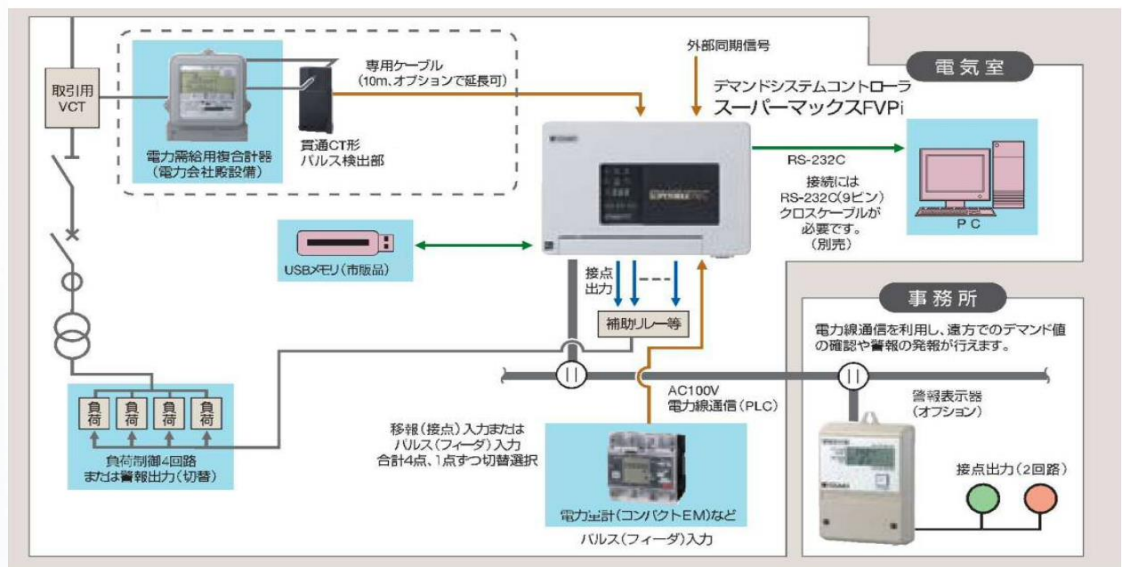 電気室
外部同期信号
専用ケーブル
(10m、オプションで延長可)
取引用
VCT
デマンドシステムコントローラ
スーパーマックスFVPi
電力需給用複合計器
(電力会社殿設備)
貫通CT形
パルス検出部
RS-232C
接続には
RS-232C(9ピン)
クロスケーブルが
必要です。
(別売)
PC
USBメモリ(市販品)
接点
出力
補助リレー等
事務所
電力線通信を利用し、遠方でのデマンド値
の確認や警報の発報が行えます。
AC100V
電力線通信(PLC)
警報表示器
(オプション)
負荷
負荷
負荷
負荷
負荷制御4回路
または警報出力(切替)
移報(接点)入力または
パルス(フィーダ)入力
合計4点、1点ずつ切替選択
接点出力(2回路)
電力量計(コンパクトEM)など
パルス(フィーダ)入力